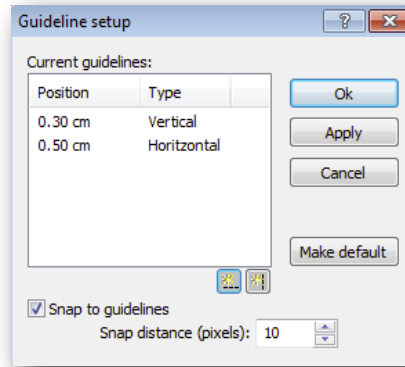 Guideline setup
Current guidelines:
Position Type
0.30 cm Vertical
0.50 cm Horitzontal
Ok
Apply
Cancel
Make default
Snap to guidelines
Snap distance (pixels): 10